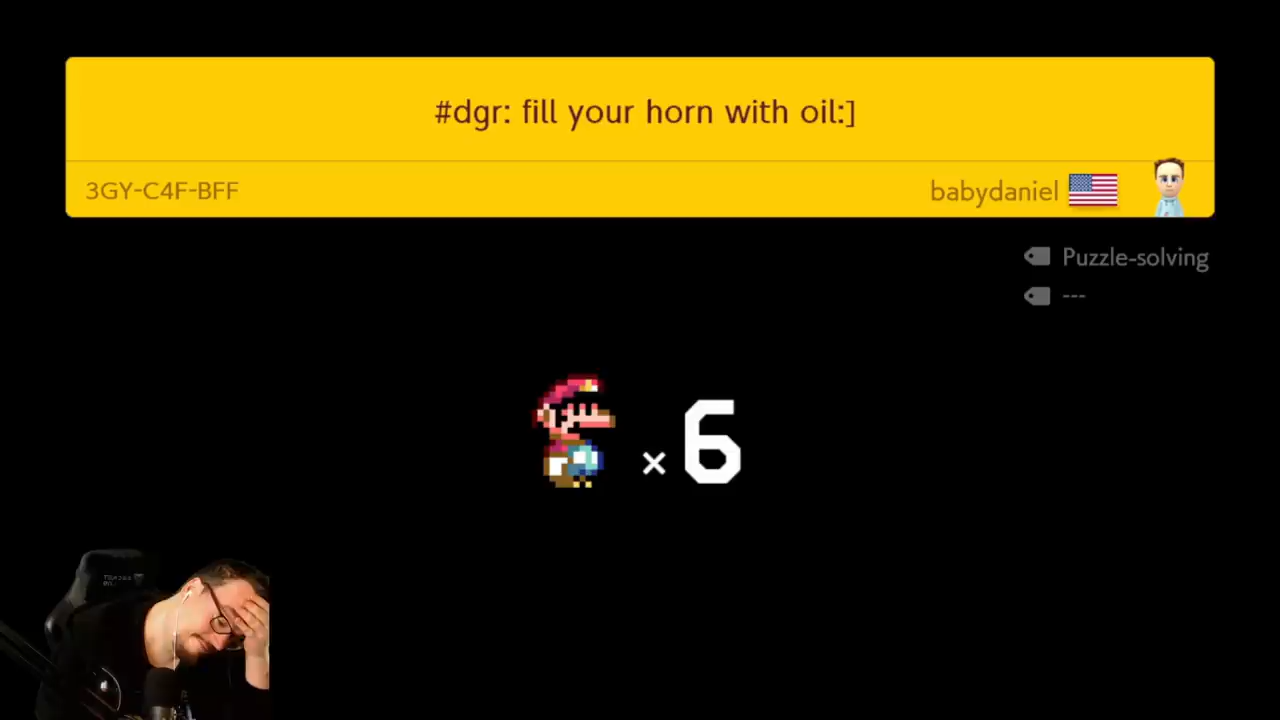 #dgr: fill your horn with oil:]
3GY-C4F-BFF
babydaniel
Puzzle-solving
---
× 6